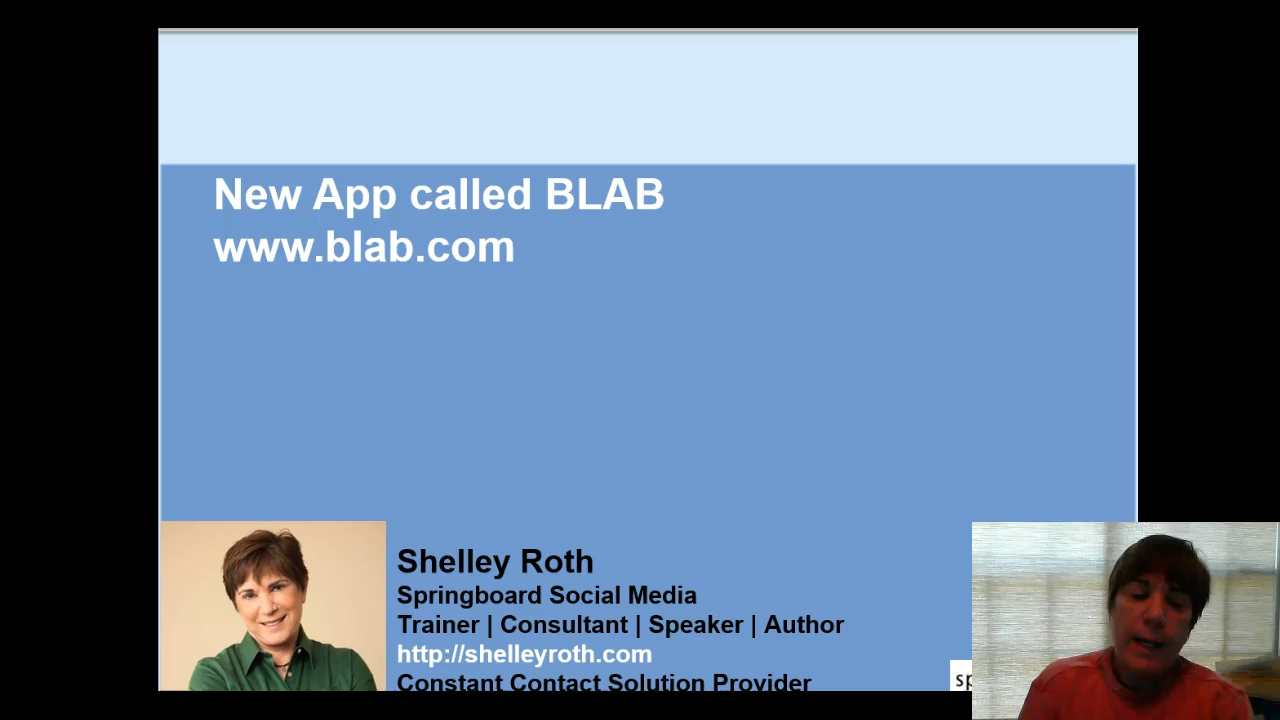 New App called BLAB
www.blab.com
Shelley Roth
Springboard Social Media
Trainer | Consultant | Speaker | Author
http://shelleyroth.com
Constant Contact Solution Provider